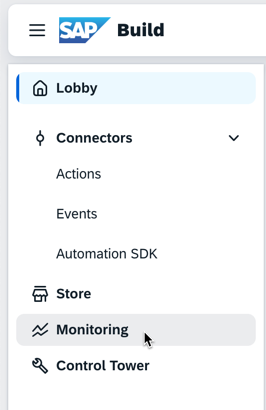 SAP Build
Lobby
Connectors
Actions
Events
Automation SDK
Store
Monitoring
Control Tower